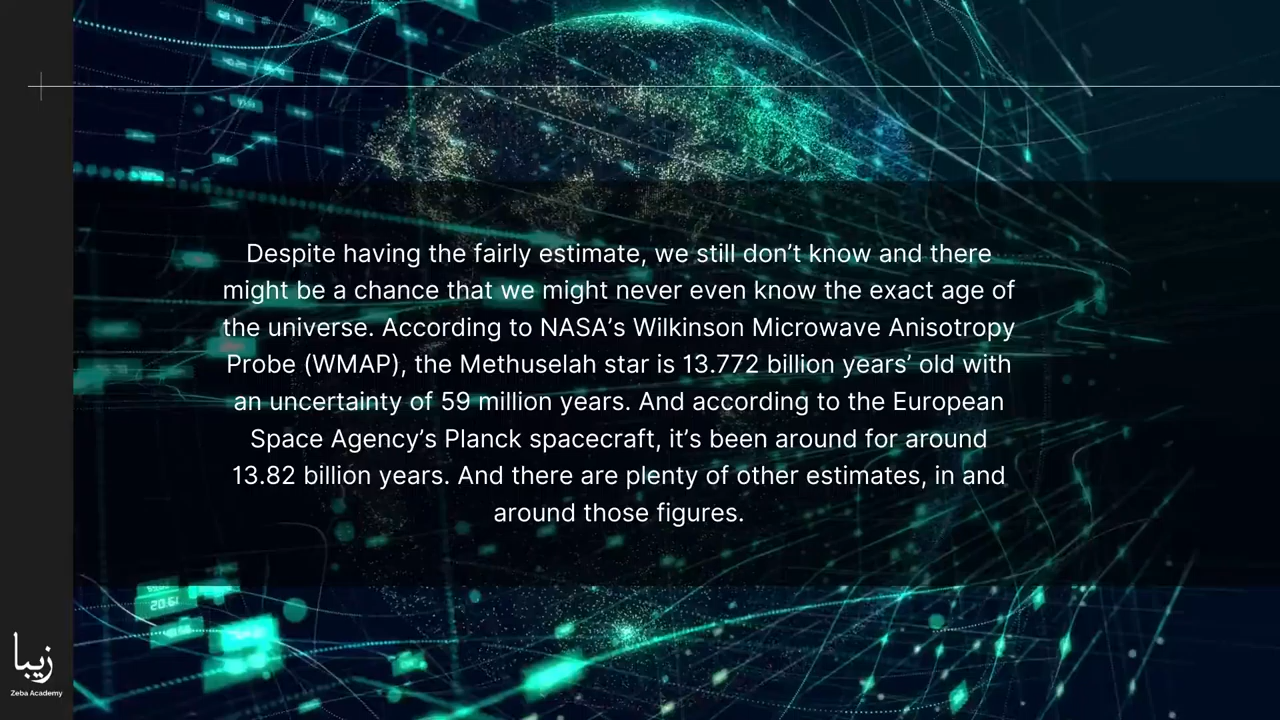 Despite having the fairly estimate, we still don’t know and there
might be a chance that we might never even know the exact age of
the universe. According to NASA’s Wilkinson Microwave Anisotropy
Probe (WMAP), the Methuselah star is 13.772 billion years’ old with
an uncertainty of 59 million years. And according to the European
Space Agency’s Planck spacecraft, it’s been around for around
13.82 billion years. And there are plenty of other estimates, in and
around those figures.
20.61
زیبا
Zeba Academy